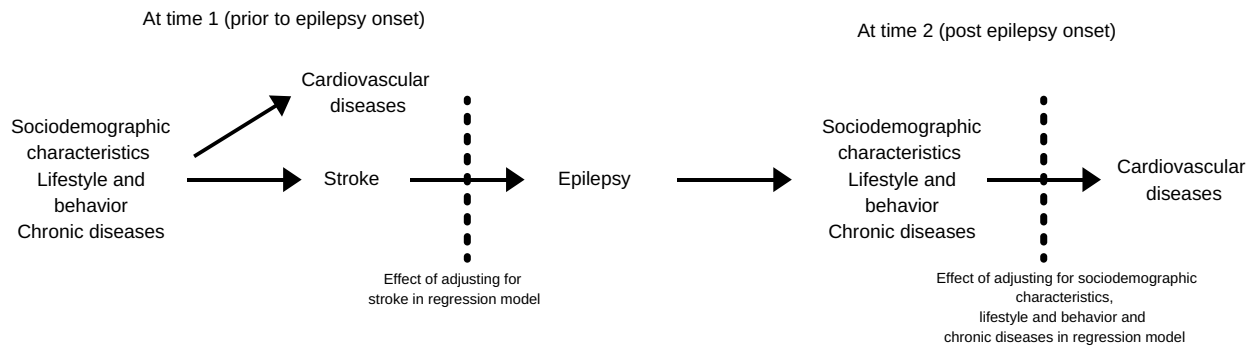 At time 1 (prior to epilepsy onset)
At time 2 (post epilepsy onset)
Cardiovascular
diseases
Sociodemographic
characteristics
Lifestyle and
behavior
Chronic diseases
Stroke
Epilepsy
Sociodemographic
characteristics
Lifestyle and
behavior
Chronic diseases
Cardiovascular
diseases
Effect of adjusting for
stroke in regression model
Effect of adjusting for sociodemographic
characteristics,
lifestyle and behavior and
chronic diseases in regression model